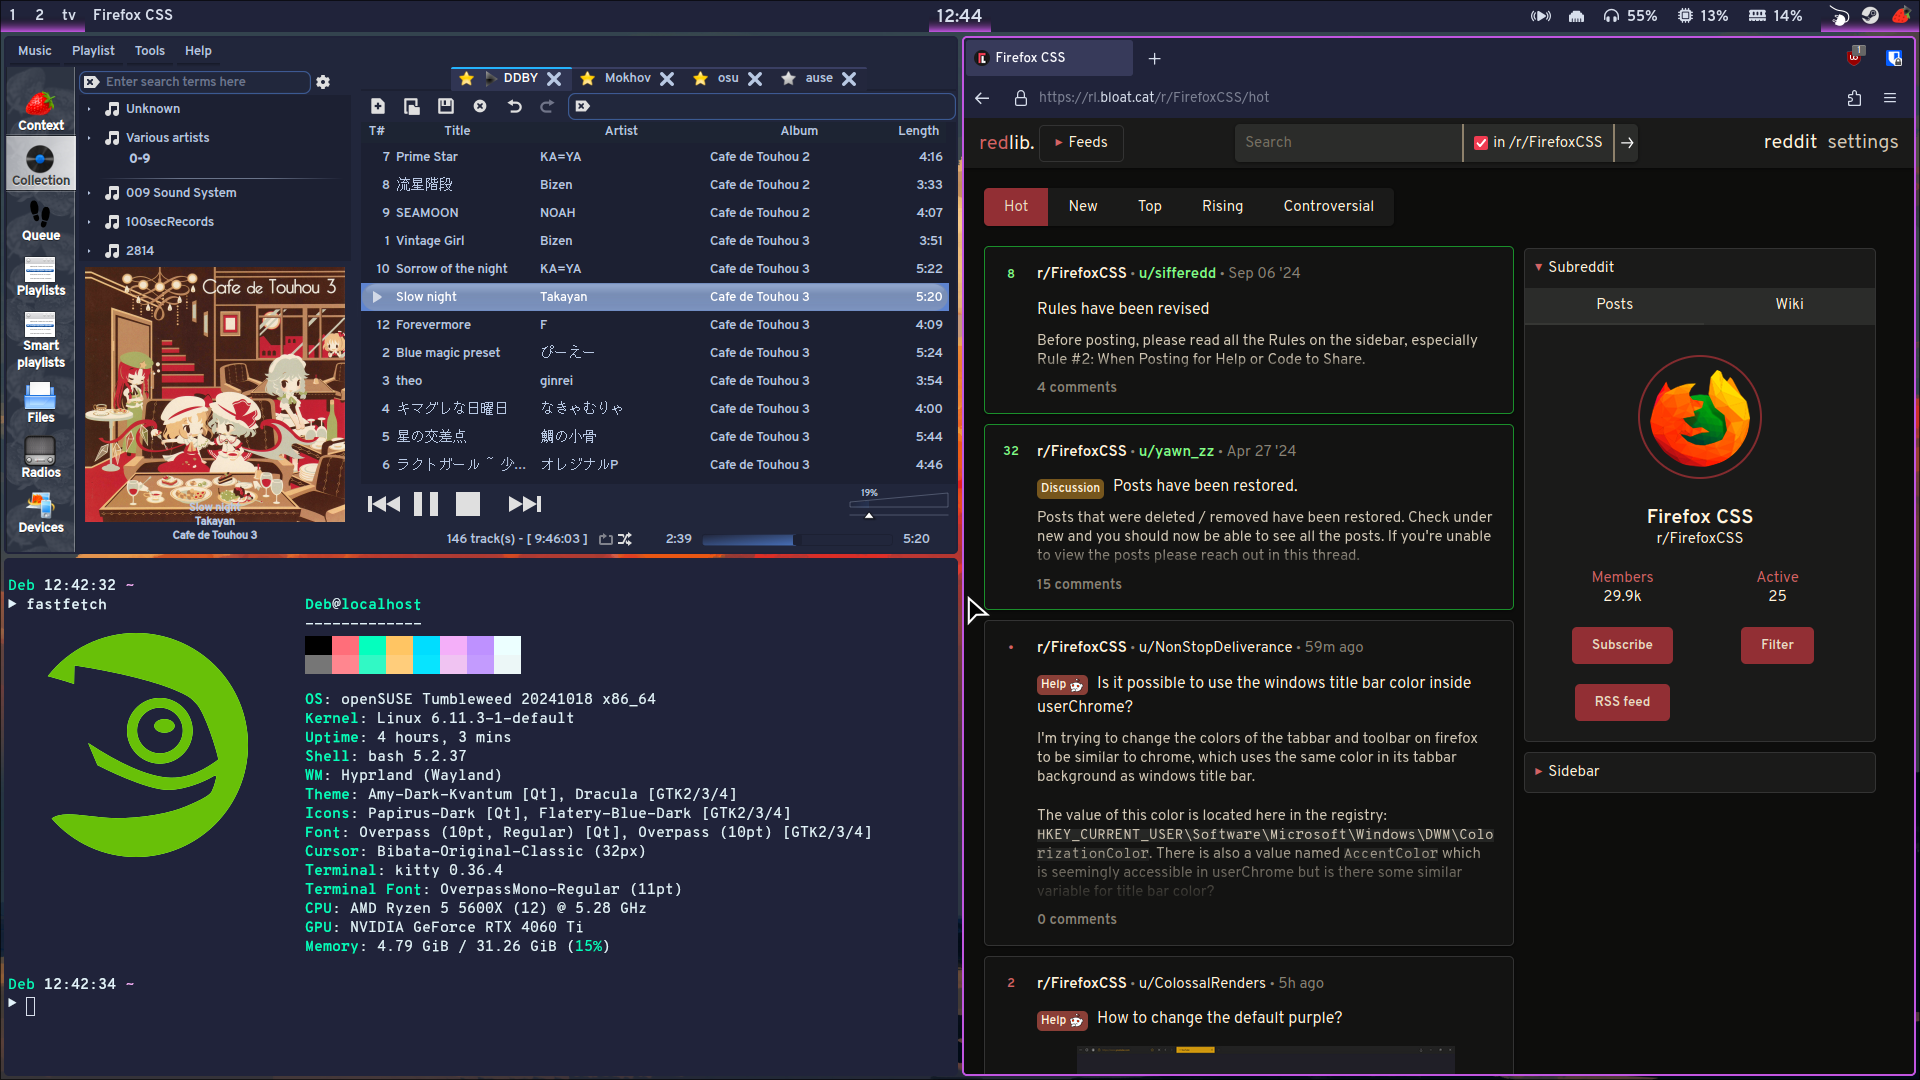 1 2 tv Firefox CSS
12:44
55% 13% 14%
Music Playlist Tools Help
Enter search terms here
Context
Collection
Queue
Playlists
Smart
playlists
Files
Radios
Devices
Unknown
Various artists
0-9
009 Sound System
100secRecords
2814
Cafe de Touhou 3
Slow night
Takayan
Cafe de Touhou 3
DDBY Mokhov osu ause
T# Title Artist Album Length
7 Prime Star KA=YA Cafe de Touhou 2 4:16
8 流星階段 Bizen Cafe de Touhou 2 3:33
9 SEAMOON NOAH Cafe de Touhou 2 4:07
1 Vintage Girl Bizen Cafe de Touhou 3 3:51
10 Sorrow of the night KA=YA Cafe de Touhou 3 5:22
Slow night Takayan Cafe de Touhou 3 5:20
12 Forevermore F Cafe de Touhou 3 4:09
2 Blue magic preset ぴーえー Cafe de Touhou 3 5:24
3 theo ginrei Cafe de Touhou 3 3:54
4 キマグレな日曜日 なきゃむりゃ Cafe de Touhou 3 4:00
5 星の交差点 鯛の小骨 Cafe de Touhou 3 5:44
6 ラクトガール ~ 少... オレジナルP Cafe de Touhou 3 4:46
19%
146 track(s) - [ 9:46:03 ] 2:39 5:20
Deb 12:42:32 ~
fastfetch
Deb@localhost
-------------
OS: openSUSE Tumbleweed 20241018 x86_64
Kernel: Linux 6.11.3-1-default
Uptime: 4 hours, 3 mins
Shell: bash 5.2.37
WM: Hyprland (Wayland)
Theme: Amy-Dark-Kvantum [Qt], Dracula [GTK2/3/4]
Icons: Papirus-Dark [Qt], Flatery-Blue-Dark [GTK2/3/4]
Font: Overpass (10pt, Regular) [Qt], Overpass (10pt) [GTK2/3/4]
Cursor: Bibata-Original-Classic (32px)
Terminal: kitty 0.36.4
Terminal Font: OverpassMono-Regular (11pt)
CPU: AMD Ryzen 5 5600X (12) @ 5.28 GHz
GPU: NVIDIA GeForce RTX 4060 Ti
Memory: 4.79 GiB / 31.26 GiB (15%)
Deb 12:42:34 ~
Firefox CSS
1
https://rl.bloat.cat/r/FirefoxCSS/hot
redlib. Feeds Search in /r/FirefoxCSS → reddit settings
Hot New Top Rising Controversial
8 r/FirefoxCSS • u/sifferedd • Sep 06 '24
Rules have been revised
Before posting, please read all the Rules on the sidebar, especially
Rule #2: When Posting for Help or Code to Share.
4 comments
32 r/FirefoxCSS • u/yawn_zz • Apr 27 '24
Discussion Posts have been restored.
Posts that were deleted / removed have been restored. Check under
new and you should now be able to see all the posts. If you're unable
to view the posts please reach out in this thread.
15 comments
• r/FirefoxCSS • u/NonStopDeliverance • 59m ago
Help Is it possible to use the windows title bar color inside
userChrome?
I'm trying to change the colors of the tabbar and toolbar on firefox
to be similar to chrome, which uses the same color in its tabbar
background as windows title bar.
The value of this color is located here in the registry:
HKEY_CURRENT_USER\Software\Microsoft\Windows\DWM\Colo
rizationColor. There is also a value named AccentColor which
is seemingly accessible in userChrome but is there some similar
variable for title bar color?
0 comments
2 r/FirefoxCSS • u/ColossalRenders • 5h ago
Help How to change the default purple?
Subreddit
Posts Wiki
Firefox CSS
r/FirefoxCSS
Members Active
29.9k 25
Subscribe Filter
RSS feed
Sidebar